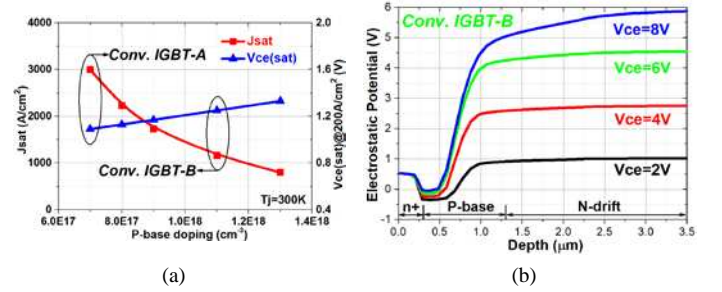 Conv. IGBT-A
Jsat
Vce(sat)
Conv. IGBT-B
Tj=300K
Jsat (A/cm²)
4000
3000
2000
1000
0
Vce(sat)@200A/cm² (V)
2.0
1.6
1.3
0.7
0.4
6.0E17 8.0E17 1.0E18 1.2E18 1.4E18
P-base doping (cm⁻³)
(a)
Conv. IGBT-B
Vce=8V
Vce=6V
Vce=4V
Vce=2V
Electrostatic Potential (V)
6
5
4
3
2
1
0
-1
n+ P-base N-drift
0.0 0.5 1.0 1.5 2.0 2.5 3.0 3.5
Depth (μm)
(b)